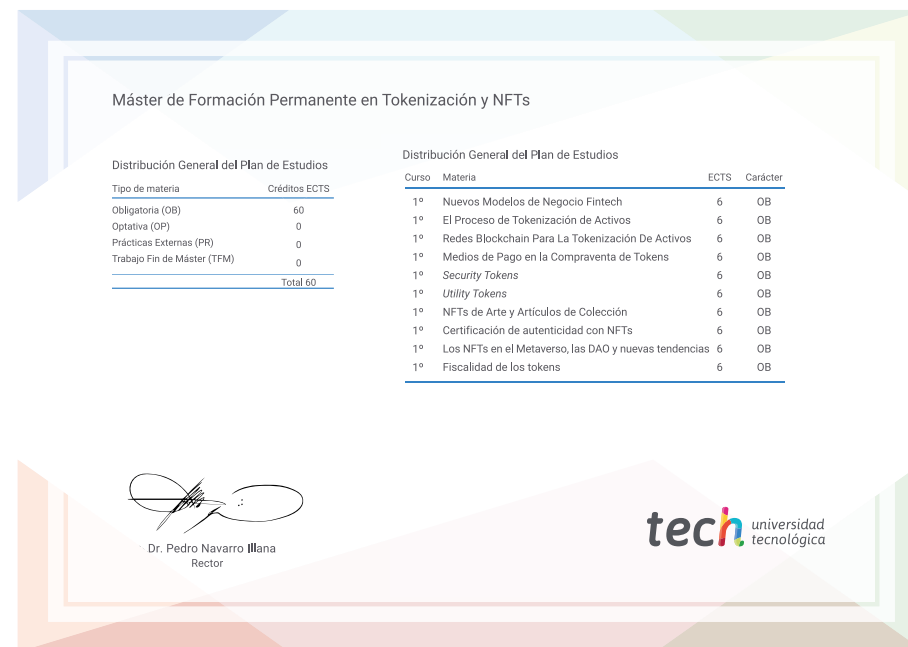 Máster de Formación Permanente en Tokenización y NFTs
Distribución General del Plan de Estudios
Tipo de materia Créditos ECTS
Obligatoria (OB) 60
Optativa (OP) 0
Prácticas Externas (PR) 0
Trabajo Fin de Máster (TFM) 0
Total 60
Distribución General del Plan de Estudios
Curso Materia ECTS Carácter
1º Nuevos Modelos de Negocio Fintech 6 OB
1º El Proceso de Tokenización de Activos 6 OB
1º Redes Blockchain Para La Tokenización De Activos 6 OB
1º Medios de Pago en la Compraventa de Tokens 6 OB
1º Security Tokens 6 OB
1º Utility Tokens 6 OB
1º NFTs de Arte y Artículos de Colección 6 OB
1º Certificación de autenticidad con NFTs 6 OB
1º Los NFTs en el Metaverso, las DAO y nuevas tendencias 6 OB
1º Fiscalidad de los tokens 6 OB
Dr. Pedro Navarro Illana
Rector
tech universidad
tecnológica